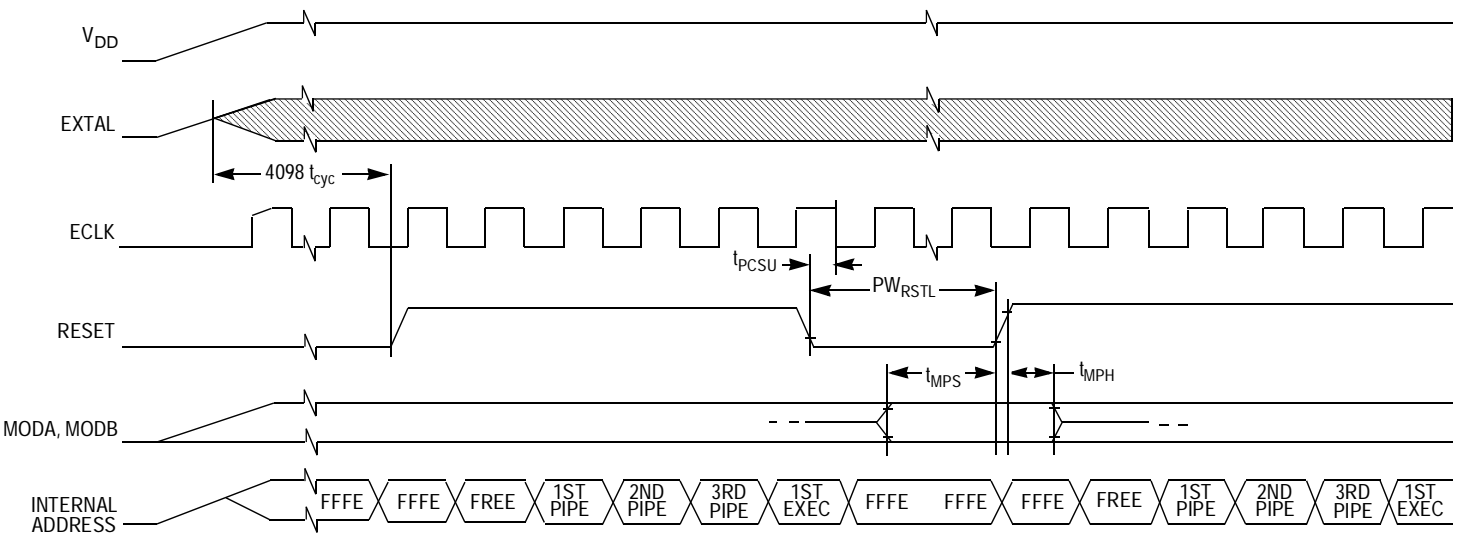 VDD
EXTAL
4098 tcyc
ECLK
tPCSU
PWRSTL
RESET
tMPS
tMPH
MODA, MODB
INTERNAL
ADDRESS
FFFE
FFFE
FREE
1ST
PIPE
2ND
PIPE
3RD
PIPE
1ST
EXEC
FFFE
FFFE
FFFE
FREE
1ST
PIPE
2ND
PIPE
3RD
PIPE
1ST
EXEC